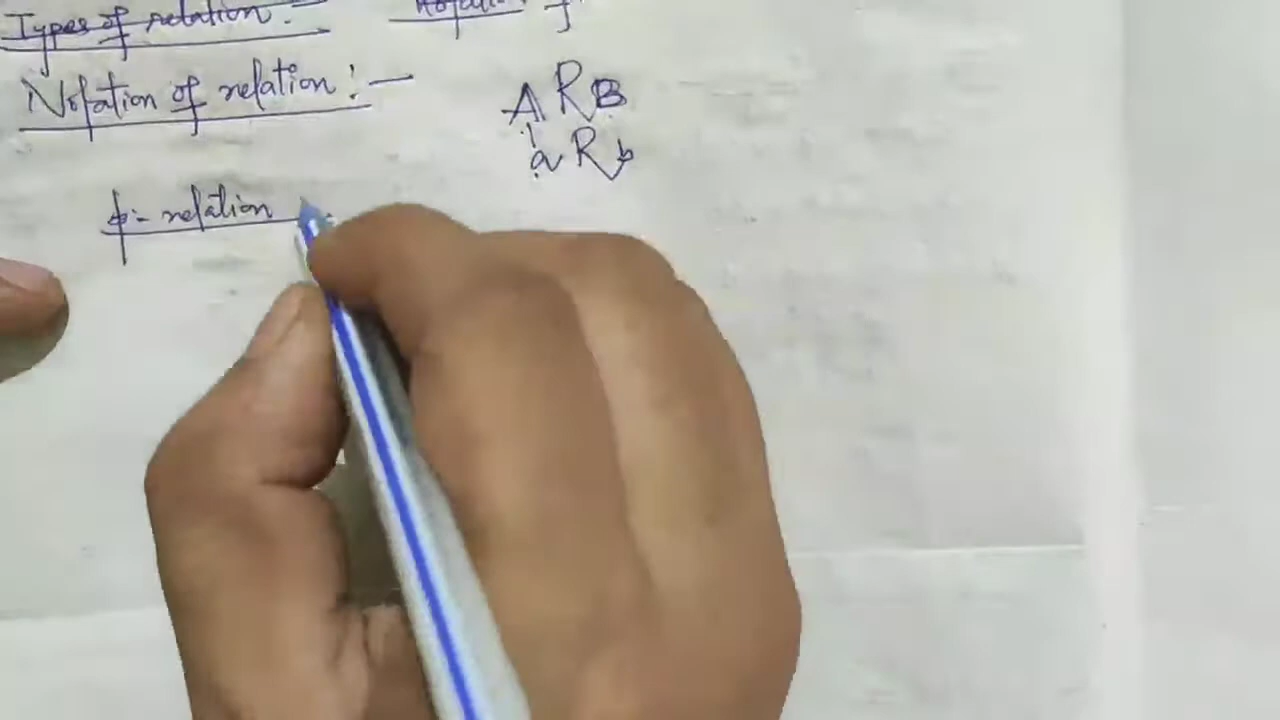 Types of relation :-
Notation of relation :- A R B
a R b
φ :- relation